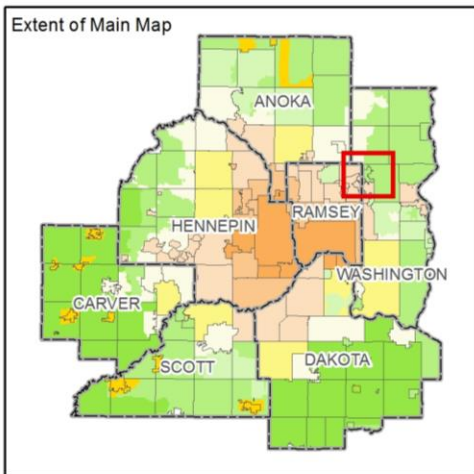 Extent of Main Map
ANOKA
HENNEPIN
RAMSEY
WASHINGTON
CARVER
SCOTT
DAKOTA